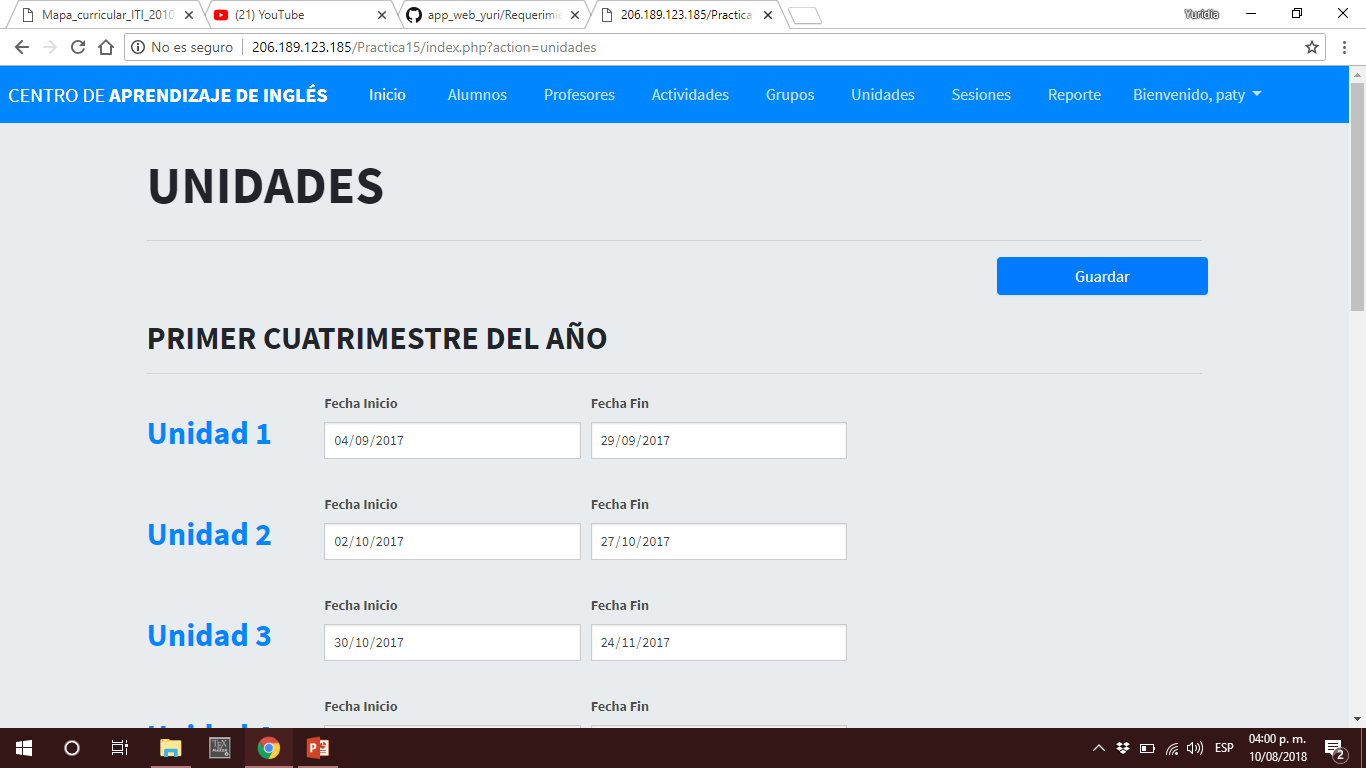 Mapa_curricular_ITI_2010
(21) YouTube
app_web_yuri/Requerimie
206.189.123.185/Practica
Yuridia
No es seguro
206.189.123.185/Practica15/index.php?action=unidades
CENTRO DE APRENDIZAJE DE INGLÉS
Inicio
Alumnos
Profesores
Actividades
Grupos
Unidades
Sesiones
Reporte
Bienvenido, paty
UNIDADES
Guardar
PRIMER CUATRIMESTRE DEL AÑO
Fecha Inicio
Fecha Fin
Unidad 1
04/09/2017
29/09/2017
Fecha Inicio
Fecha Fin
Unidad 2
02/10/2017
27/10/2017
Fecha Inicio
Fecha Fin
Unidad 3
30/10/2017
24/11/2017
Fecha Inicio
Fecha Fin
ESP
04:00 p. m.
10/08/2018
2